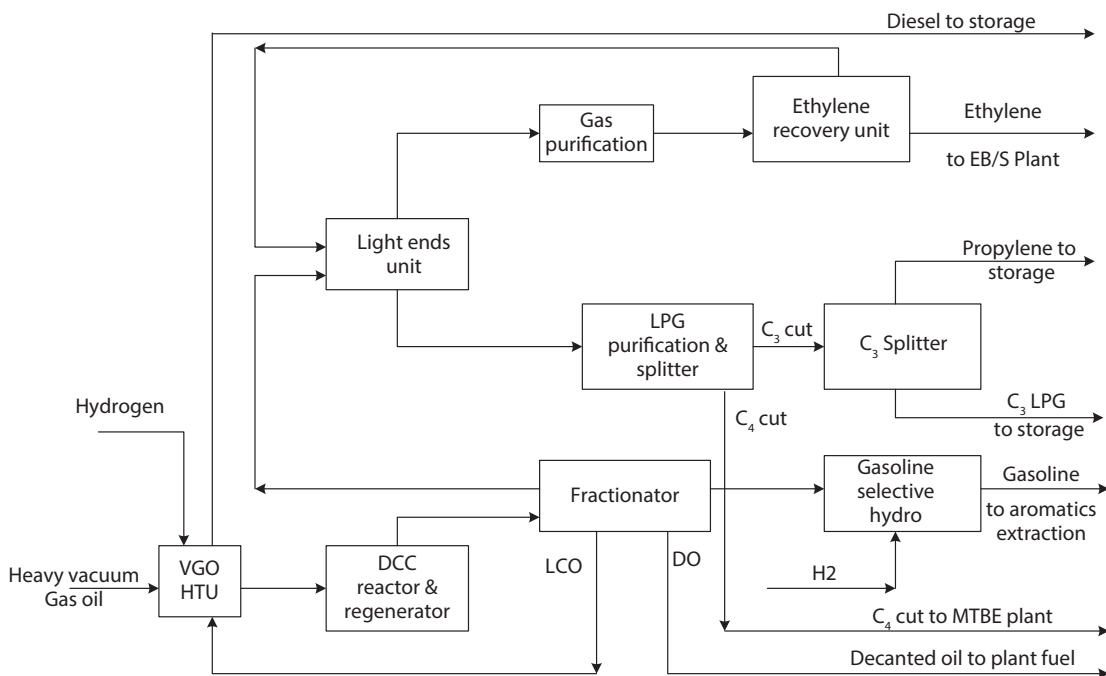 Diesel to storage
Ethylene
recovery unit
Ethylene
to EB/S Plant
Gas
purification
Light ends
unit
Propylene to
storage
LPG
purification &
splitter
C₃ cut
C₃ Splitter
C₃ LPG
to storage
C₄ cut
Hydrogen
Fractionator
Gasoline
selective
hydro
Gasoline
to aromatics
extraction
Heavy vacuum
Gas oil
VGO
HTU
DCC
reactor &
regenerator
LCO
DO
H2
C₄ cut to MTBE plant
Decanted oil to plant fuel